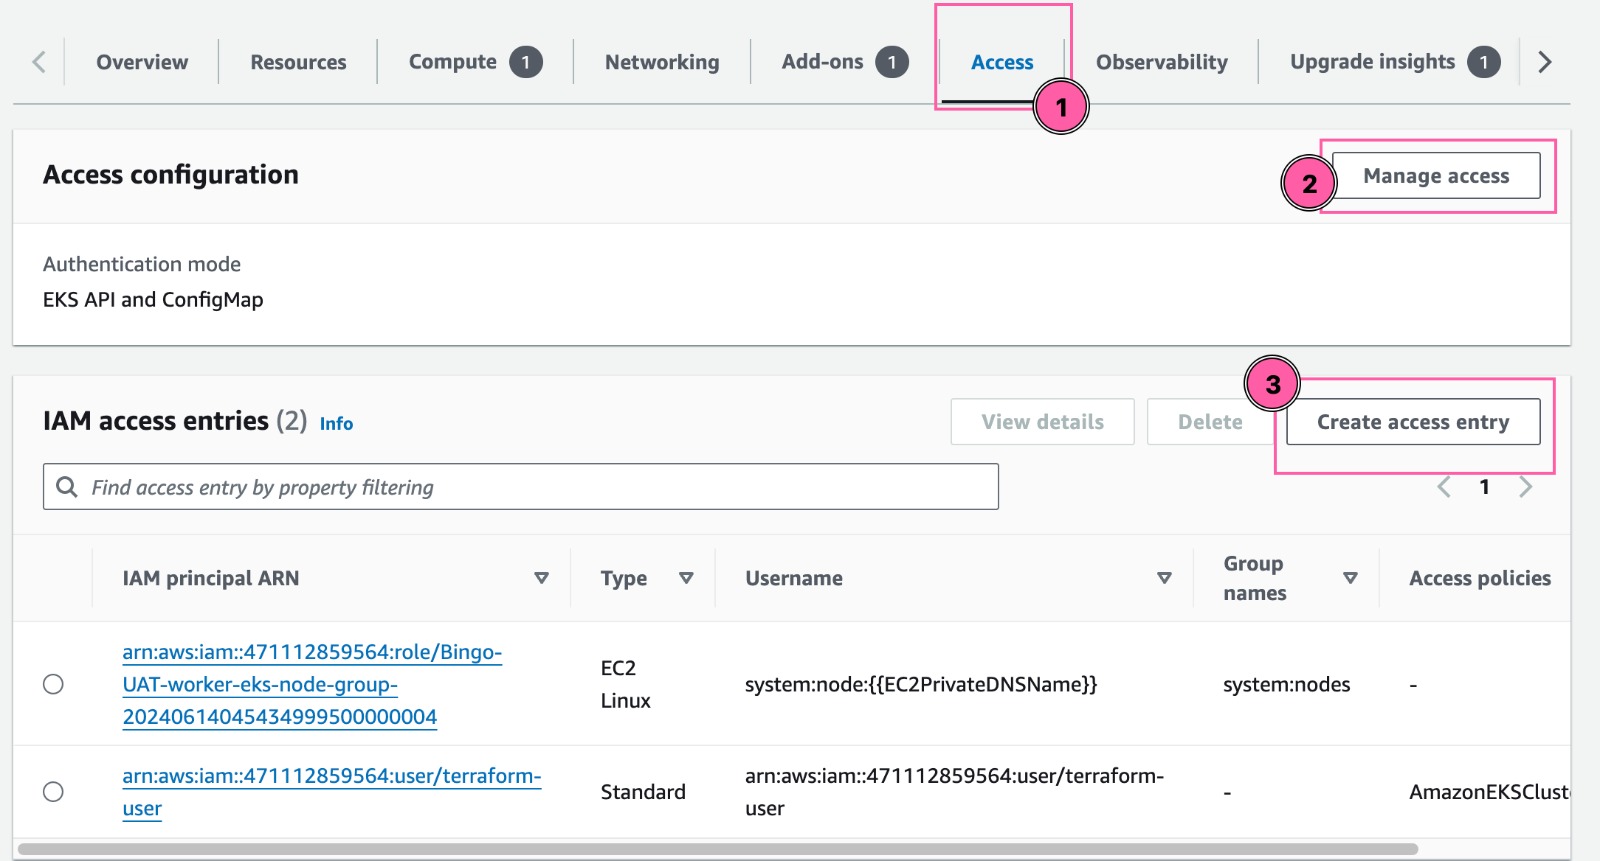 Overview Resources Compute 1 Networking Add-ons 1 Access Observability Upgrade insights 1
1
Access configuration
2
Manage access
Authentication mode
EKS API and ConfigMap
3
IAM access entries (2) Info
View details Delete Create access entry
Find access entry by property filtering
1
IAM principal ARN Type Username Group names Access policies
arn:aws:iam::471112859564:role/Bingo-
UAT-worker-eks-node-group-
20240614045434999500000004
EC2
Linux
system:node:{{EC2PrivateDNSName}}
system:nodes
-
arn:aws:iam::471112859564:user/terraform-
user
Standard
arn:aws:iam::471112859564:user/terraform-
user
-
AmazonEKSClust